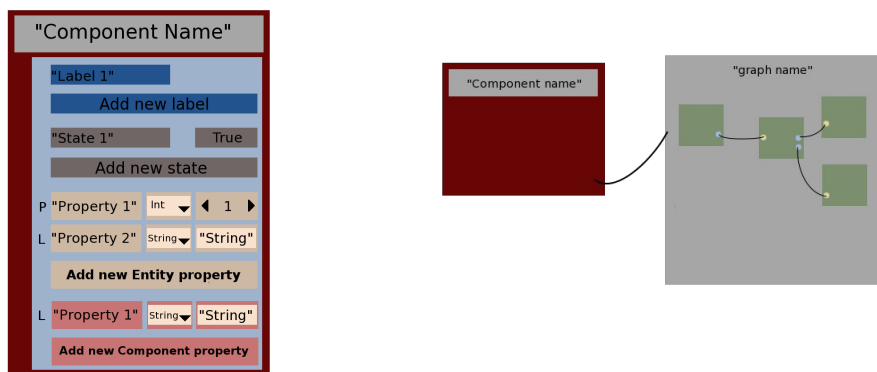 "Component Name"
"Label 1"
Add new label
"State 1" True
Add new state
P "Property 1" Int 1
L "Property 2" String "String"
Add new Entity property
L "Property 1" String "String"
Add new Component property
"Component name"
"graph name"